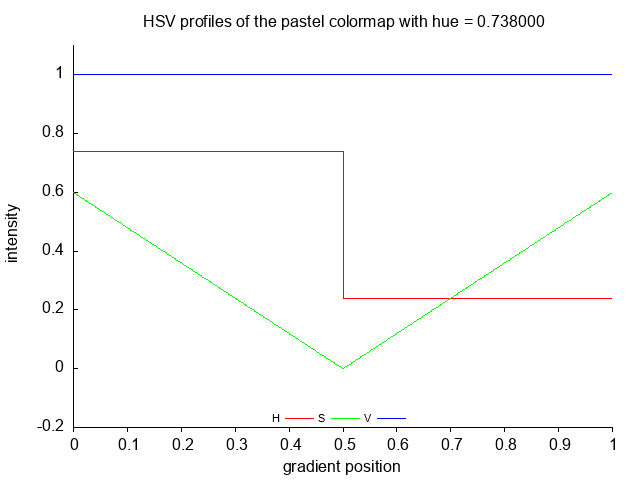 HSV profiles of the pastel colormap with hue = 0.738000
1
0.8
0.6
0.4
0.2
0
-0.2
intensity
H S V
0 0.1 0.2 0.3 0.4 0.5 0.6 0.7 0.8 0.9 1
gradient position